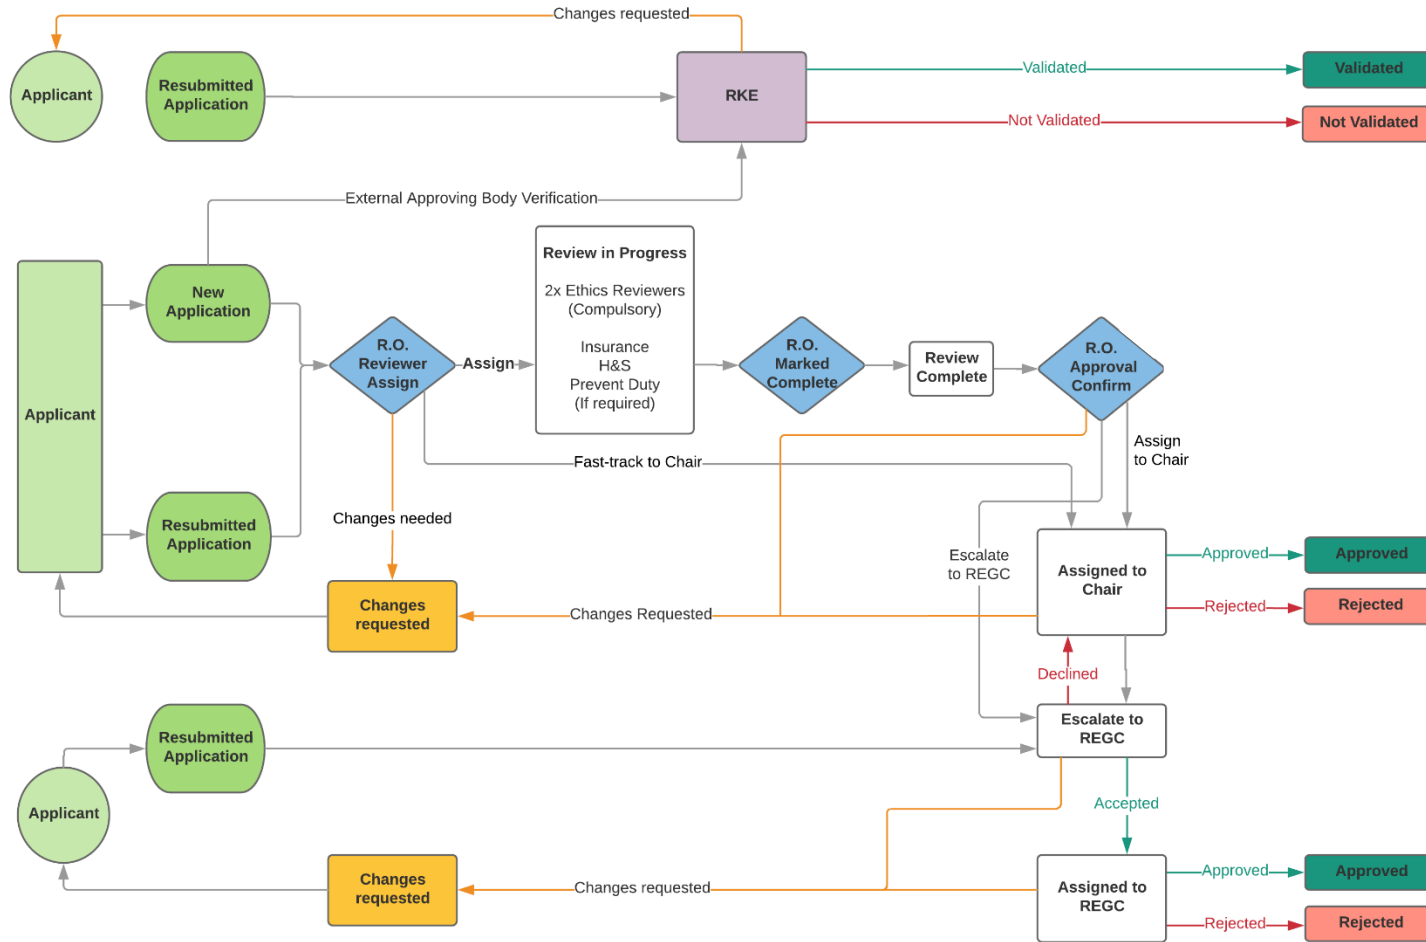 Changes requested
Applicant
Resubmitted
Application
RKE
Validated
Validated
Not Validated
Not Validated
External Approving Body Verification
Review in Progress
2x Ethics Reviewers
(Compulsory)
Insurance
H&S
Prevent Duty
(If required)
Applicant
New
Application
R.O.
Reviewer
Assign
Assign
R.O.
Marked
Complete
Review
Complete
R.O.
Approval
Confirm
Assign
to Chair
Fast-track to Chair
Resubmitted
Application
Changes needed
Escalate
to REGC
Assigned to
Chair
Approved
Approved
Rejected
Rejected
Changes
requested
Changes Requested
Declined
Escalate to
REGC
Resubmitted
Application
Applicant
Accepted
Changes
requested
Changes requested
Assigned to
REGC
Approved
Approved
Rejected
Rejected